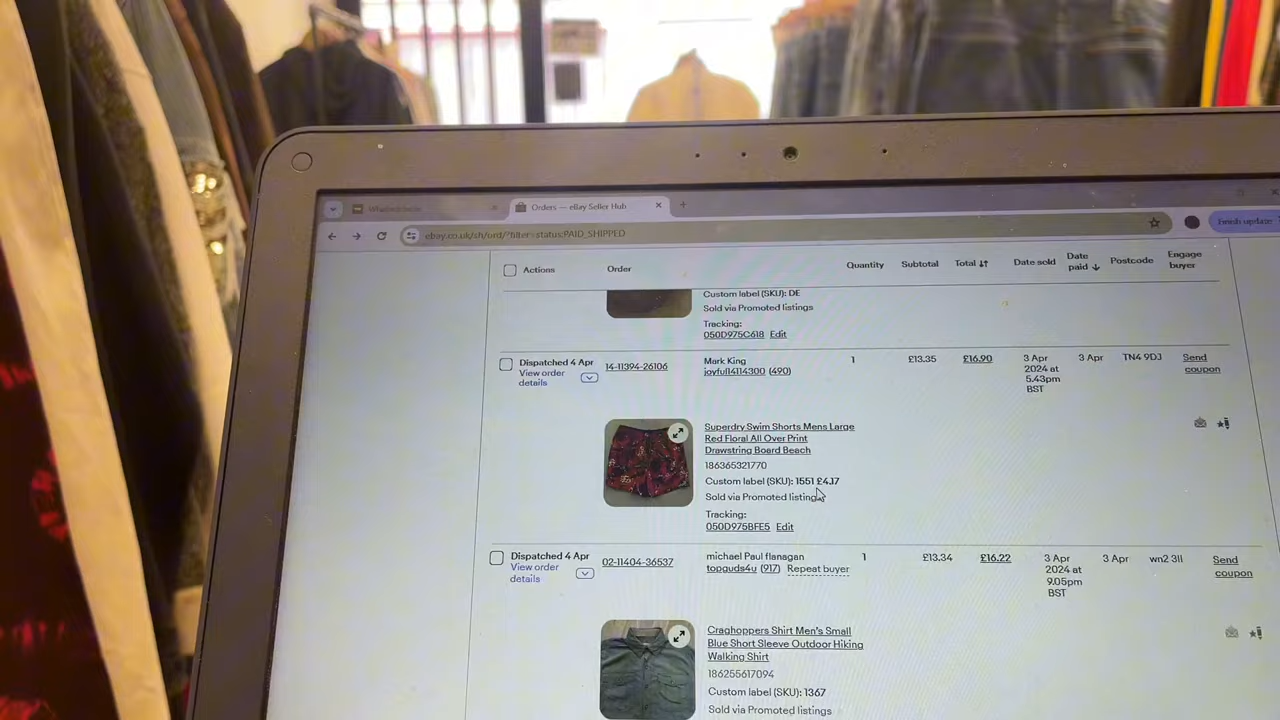 Orders — eBay Seller Hub
Finish update
ebay.co.uk/sh/ord/?filter=status:PAID_SHIPPED
Actions
Order
Quantity
Subtotal
Total
Date sold
Date paid
Postcode
Engage buyer
Custom label (SKU): DE
Sold via Promoted listings
Tracking:
050D975C618 Edit
Dispatched 4 Apr
View order
details
14-11394-26106
Mark King
joyful14114300 (490)
1
£13.35
£16.90
3 Apr
2024 at
5.43pm
BST
3 Apr
TN4 9DJ
Send
coupon
Superdry Swim Shorts Mens Large
Red Floral All Over Print
Drawstring Board Beach
186365321770
Custom label (SKU): 1551 £4.17
Sold via Promoted listing
Tracking:
050D975BFE5 Edit
Dispatched 4 Apr
View order
details
02-11404-36537
michael Paul flanagan
topguds4u (917) Repeat buyer
1
£13.34
£16.22
3 Apr
2024 at
9.05pm
BST
3 Apr
wn2 3ll
Send
coupon
Craghoppers Shirt Men's Small
Blue Short Sleeve Outdoor Hiking
Walking Shirt
186255617094
Custom label (SKU): 1367
Sold via Promoted listings